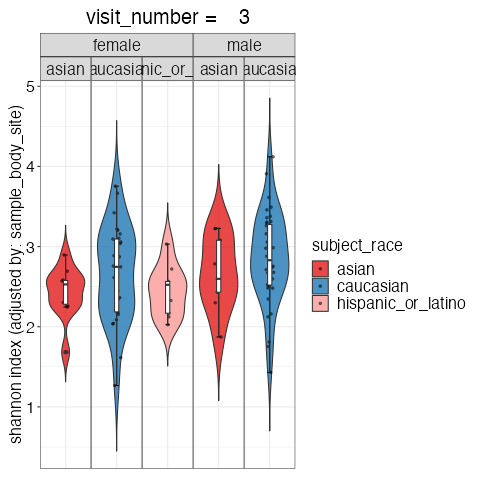 visit_number = 3
female male
asian aucasia nic_or_ asian aucasia
5
4
3
2
1
shannon index (adjusted by: sample_body_site)
subject_race
asian
caucasian
hispanic_or_latino